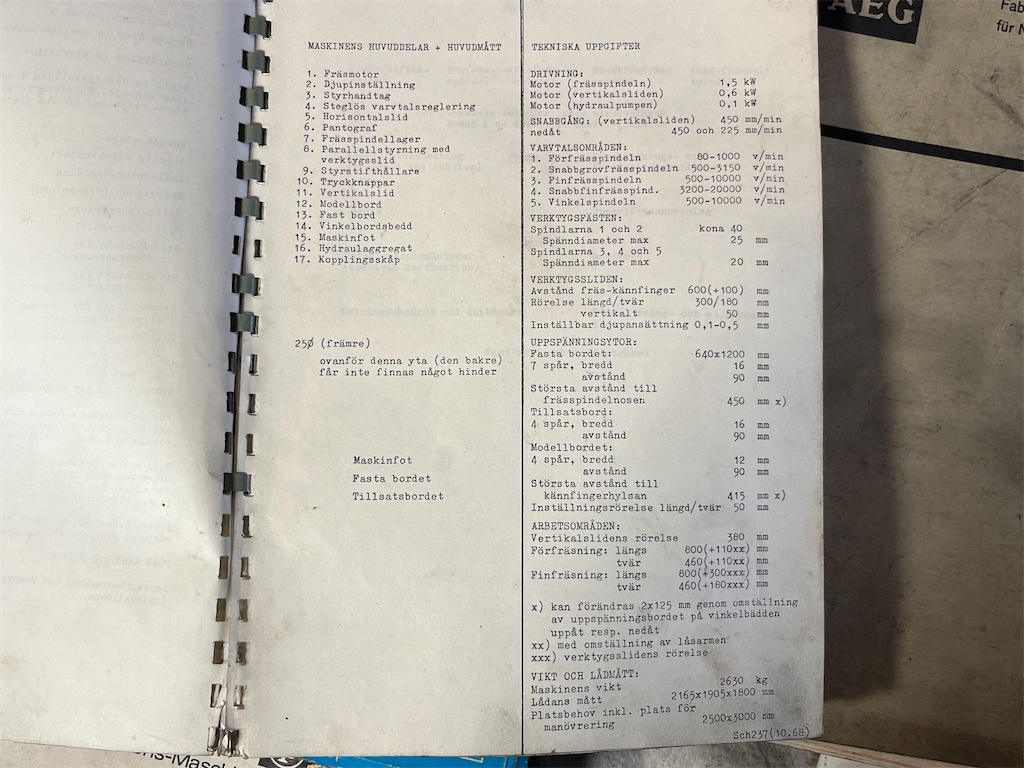 MASKINENS HUVUDDELAR + HUVUDMÅTT
1. Fräsmotor
2. Djupinställning
3. Styrhandtag
4. Steglös varvtalsreglering
5. Horisontalslid
6. Pantograf
7. Frässpindellager
8. Parallellstyrning med
verktygsslid
9. Styrstifthållare
10. Tryckknappar
11. Vertikalslid
12. Modellbord
13. Fast bord
14. Vinkelbordsbedd
15. Maskinfot
16. Hydraulaggregat
17. Kopplingsskåp
250 (främre)
ovanför denna yta (den bakre)
får inte finnas något hinder
Maskinfot
Fasta bordet
Tillsatsbordet
TEKNISKA UPPGIFTER
DRIVNING:
Motor (frässpindeln) 1,5 kW
Motor (vertikalsliden) 0,6 kW
Motor (hydraulpumpen) 0,1 kW
SNABBGÅNG: (vertikalsliden) 450 mm/min
nedåt 450 och 225 mm/min
VARVTALSOMRÅDEN:
1. Förfrässpindeln 80-1000 v/min
2. Snabbgrovfrässpindeln 500-3150 v/min
3. Finfrässpindeln 500-10000 v/min
4. Snabbfinfrässpind. 3200-20000 v/min
5. Vinkelspindeln 500-10000 v/min
VERKTYGSFÄSTEN:
Spindlarna 1 och 2 kona 40
Spänndiameter max 25 mm
Spindlarna 3, 4 och 5
Spänndiameter max 20 mm
VERKTYGSSLIDEN:
Avstånd fräs-kännfinger 600(+100) mm
Rörelse längd/tvär 300/180 mm
vertikalt 50 mm
Inställbar djupansättning 0,1-0,5 mm
UPPSPÄNNINGSYTOR:
Fasta bordet: 640x1200 mm
7 spår, bredd 16 mm
avstånd 90 mm
Största avstånd till
frässpindelnosen 450 mm x)
Tillsatsbord:
4 spår, bredd 16 mm
avstånd 90 mm
Modellbordet:
4 spår, bredd 12 mm
avstånd 90 mm
Största avstånd till
kännfingerhylsan 415 mm x)
Inställningsrörelse längd/tvär 50 mm
ARBETSOMRÅDEN:
Vertikalslidens rörelse 380 mm
Förfräsning: längs 800(+110xx) mm
tvär 460(+110xx) mm
Finfräsning: längs 800(+300xxx) mm
tvär 460(+180xxx) mm
x) kan förändras 2x125 mm genom omställning
av uppspänningsbordet på vinkelbädden
uppåt resp. nedåt
xx) med omställning av låsarmen
xxx) verktygsslidens rörelse
VIKT OCH LÅDMÅTT:
Maskinens vikt 2630 kg
Lådans mått 2165x1905x1800 mm
Platsbehov inkl. plats för
manövrering 2500x3000 mm
Sch237(10.68)
AEG
Fab
für